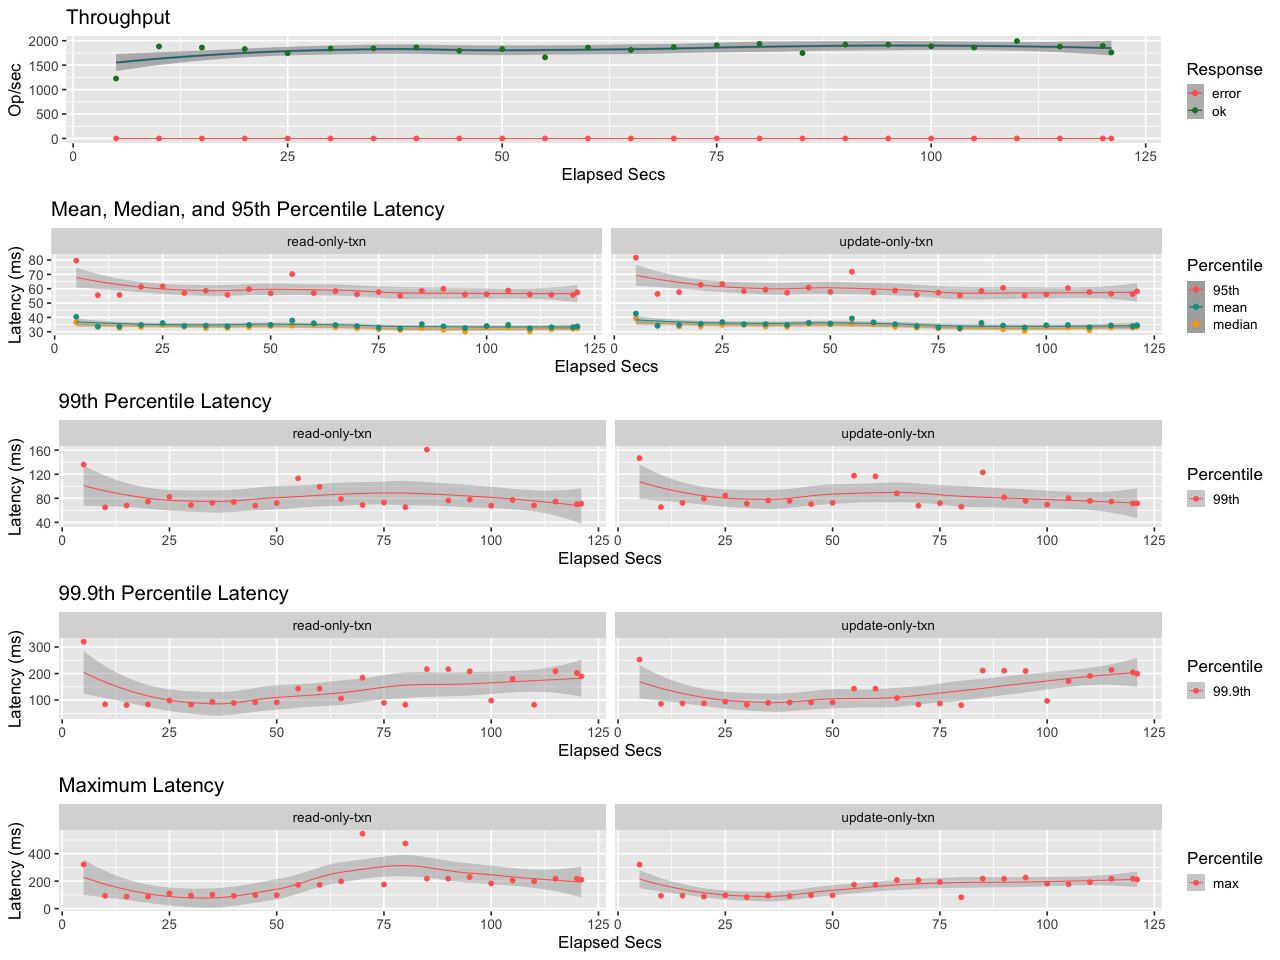 Throughput
2000
1500
1000
500
0
Op/sec
0 25 50 75 100 125
Elapsed Secs
Response
error
ok
Mean, Median, and 95th Percentile Latency
read-only-txn update-only-txn
80
70
60
50
40
30
Latency (ms)
0 25 50 75 100 125 0 25 50 75 100 125
Elapsed Secs
Percentile
95th
mean
median
99th Percentile Latency
read-only-txn update-only-txn
160
120
80
40
Latency (ms)
0 25 50 75 100 125 0 25 50 75 100 125
Elapsed Secs
Percentile
99th
99.9th Percentile Latency
read-only-txn update-only-txn
300
200
100
Latency (ms)
0 25 50 75 100 125 0 25 50 75 100 125
Elapsed Secs
Percentile
99.9th
Maximum Latency
read-only-txn update-only-txn
400
200
0
Latency (ms)
0 25 50 75 100 125 0 25 50 75 100 125
Elapsed Secs
Percentile
max